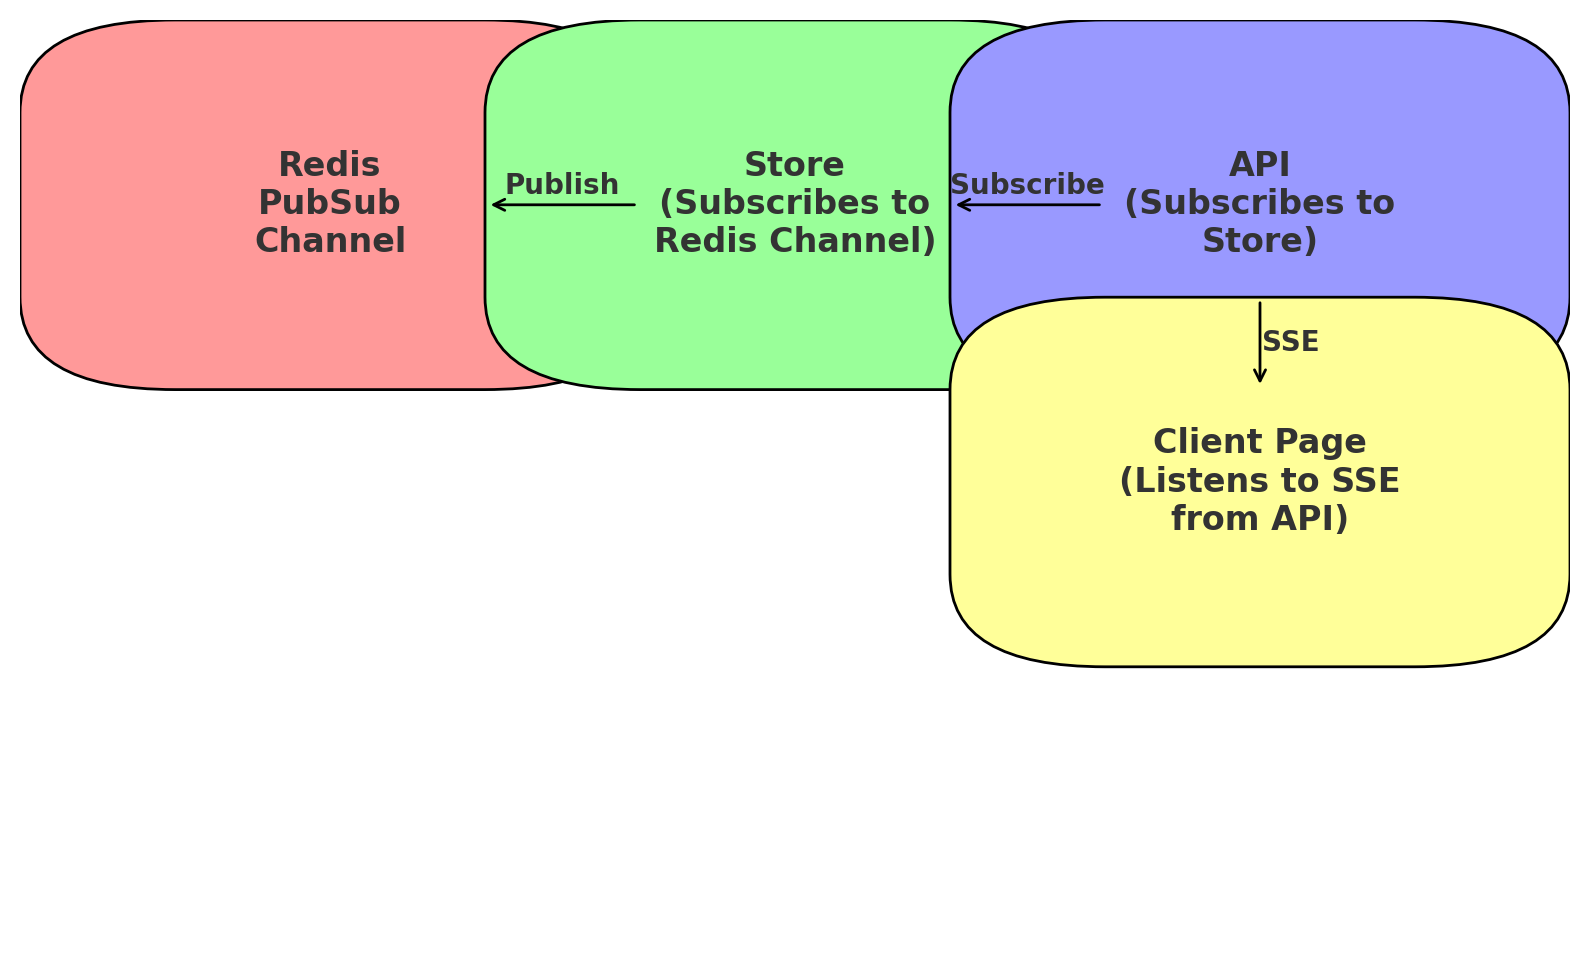 Redis
PubSub
Channel
Publish
Store
(Subscribes to
Redis Channel)
Subscribe
API
(Subscribes to
Store)
SSE
Client Page
(Listens to SSE
from API)